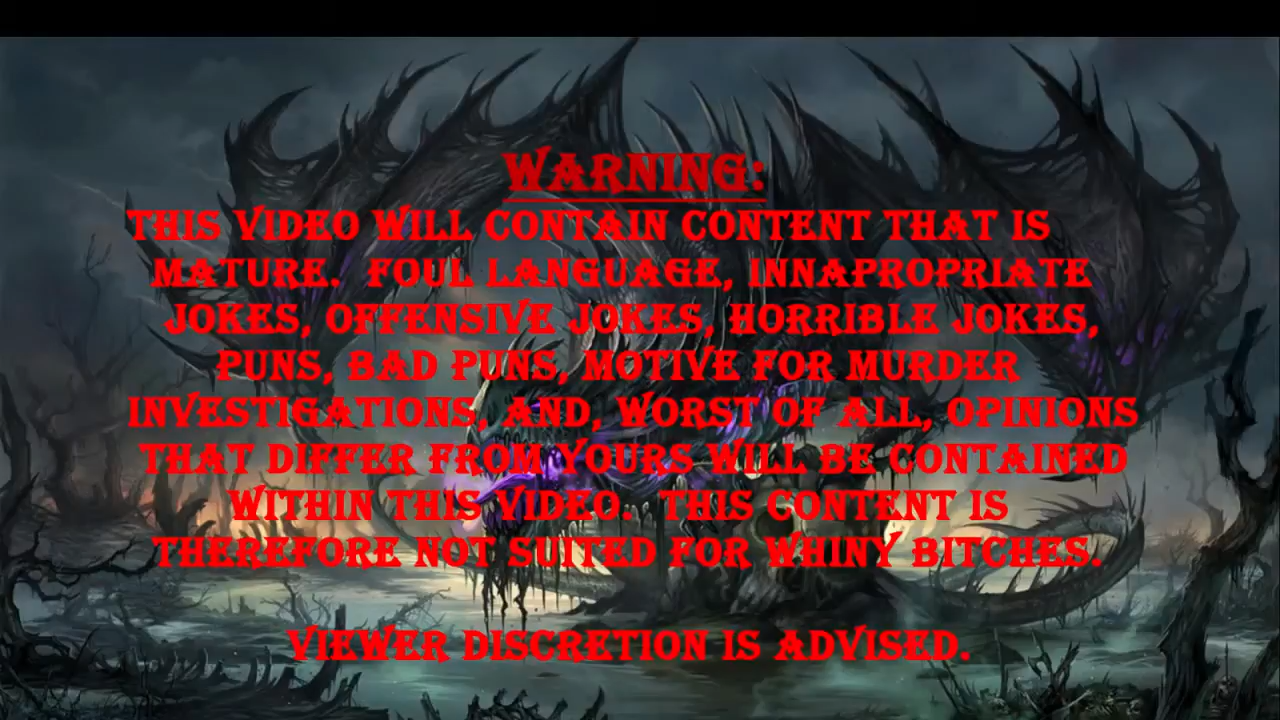 WARNING:
THIS VIDEO WILL CONTAIN CONTENT THAT IS
MATURE.  FOUL LANGUAGE, INNAPROPRIATE
JOKES, OFFENSIVE JOKES, HORRIBLE JOKES,
PUNS, BAD PUNS, MOTIVE FOR MURDER
INVESTIGATIONS, AND, WORST OF ALL, OPINIONS
THAT DIFFER FROM YOURS WILL BE CONTAINED
WITHIN THIS VIDEO.  THIS CONTENT IS
THEREFORE NOT SUITED FOR WHINY BITCHES.
VIEWER DISCRETION IS ADVISED.